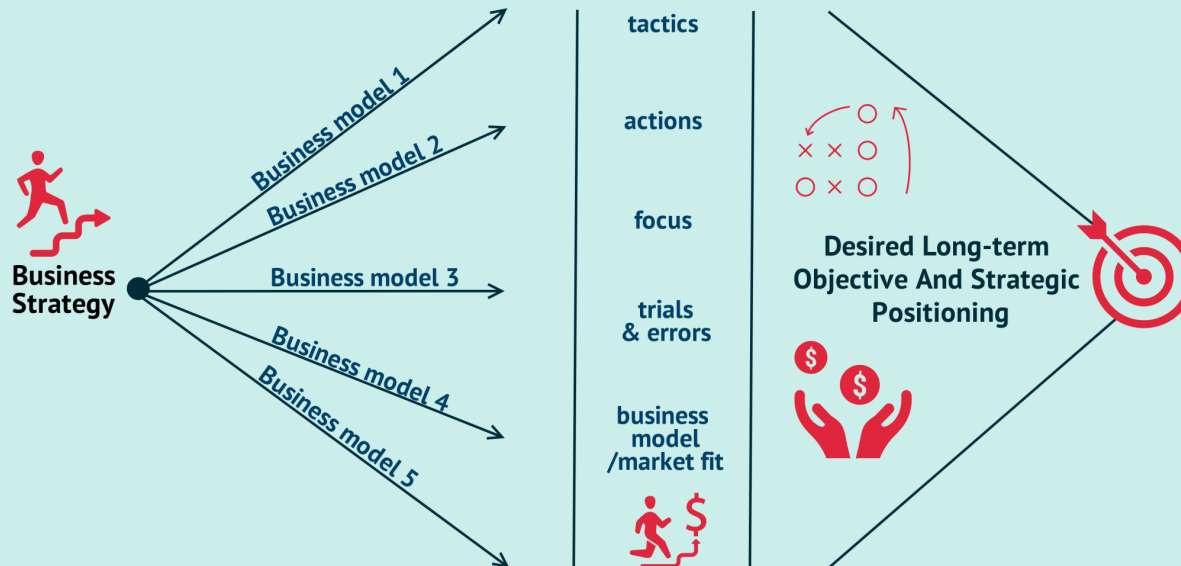 Business
Strategy
Business model 1
Business model 2
Business model 3
Business model 4
Business model 5
tactics
actions
focus
trials
& errors
business
model
/market fit
$
Desired Long-term
Objective And Strategic
Positioning
$
$